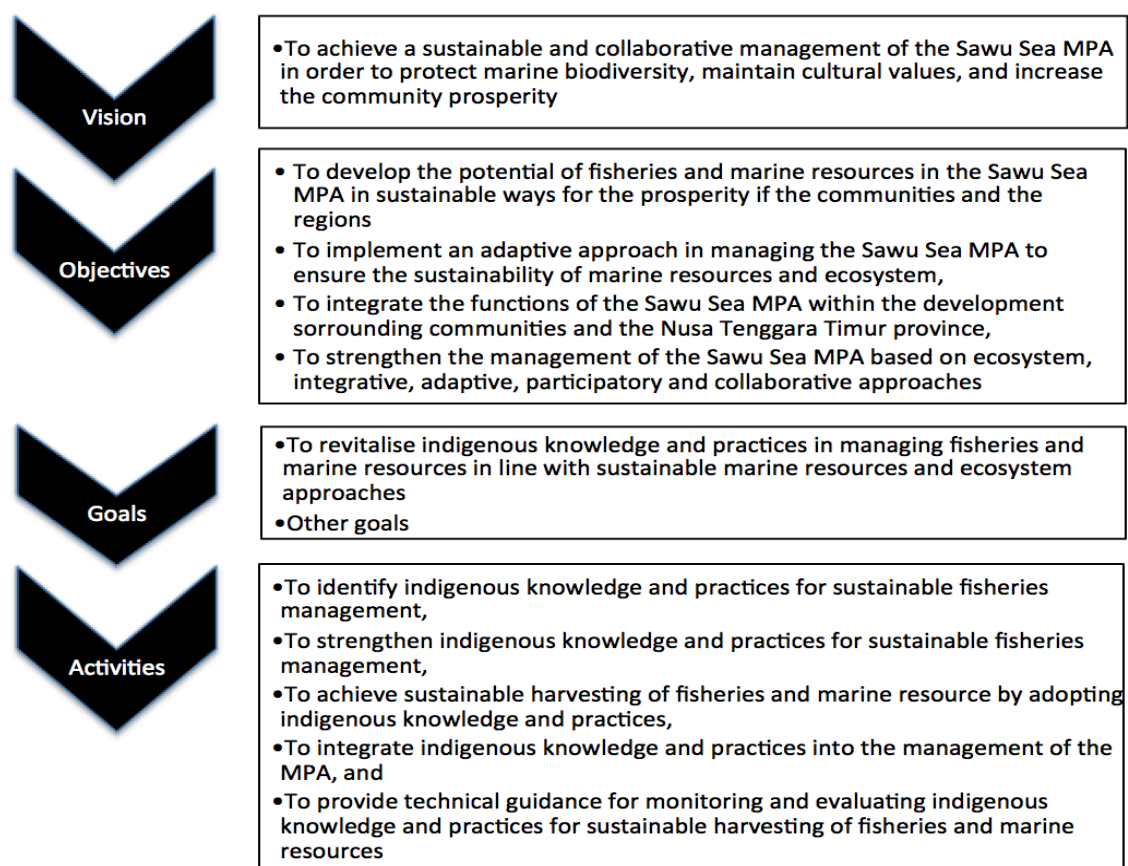 Vision
•To achieve a sustainable and collaborative management of the Sawu Sea MPA
in order to protect marine biodiversity, maintain cultural values, and increase
the community prosperity
Objectives
• To develop the potential of fisheries and marine resources in the Sawu Sea
MPA in sustainable ways for the prosperity if the communities and the
regions
• To implement an adaptive approach in managing the Sawu Sea MPA to
ensure the sustainability of marine resources and ecosystem,
• To integrate the functions of the Sawu Sea MPA within the development
sorrounding communities and the Nusa Tenggara Timur province,
• To strengthen the management of the Sawu Sea MPA based on ecosystem,
integrative, adaptive, participatory and collaborative approaches
Goals
•To revitalise indigenous knowledge and practices in managing fisheries and
marine resources in line with sustainable marine resources and ecosystem
approaches
•Other goals
Activities
•To identify indigenous knowledge and practices for sustainable fisheries
management,
•To strengthen indigenous knowledge and practices for sustainable fisheries
management,
•To achieve sustainable harvesting of fisheries and marine resource by adopting
indigenous knowledge and practices,
•To integrate indigenous knowledge and practices into the management of the
MPA, and
•To provide technical guidance for monitoring and evaluating indigenous
knowledge and practices for sustainable harvesting of fisheries and marine
resources